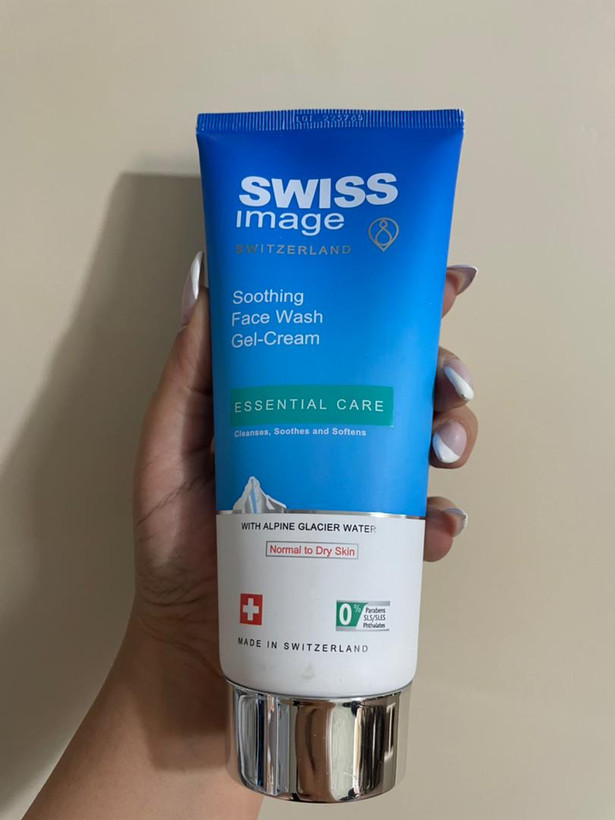 SWISS
image
SWITZERLAND
Soothing
Face Wash
Gel-Cream
ESSENTIAL CARE
Cleanses, Soothes and Softens
WITH ALPINE GLACIER WATER
Normal to Dry Skin
0% Parabens
SLS/SLES
Phthalates
MADE IN SWITZERLAND